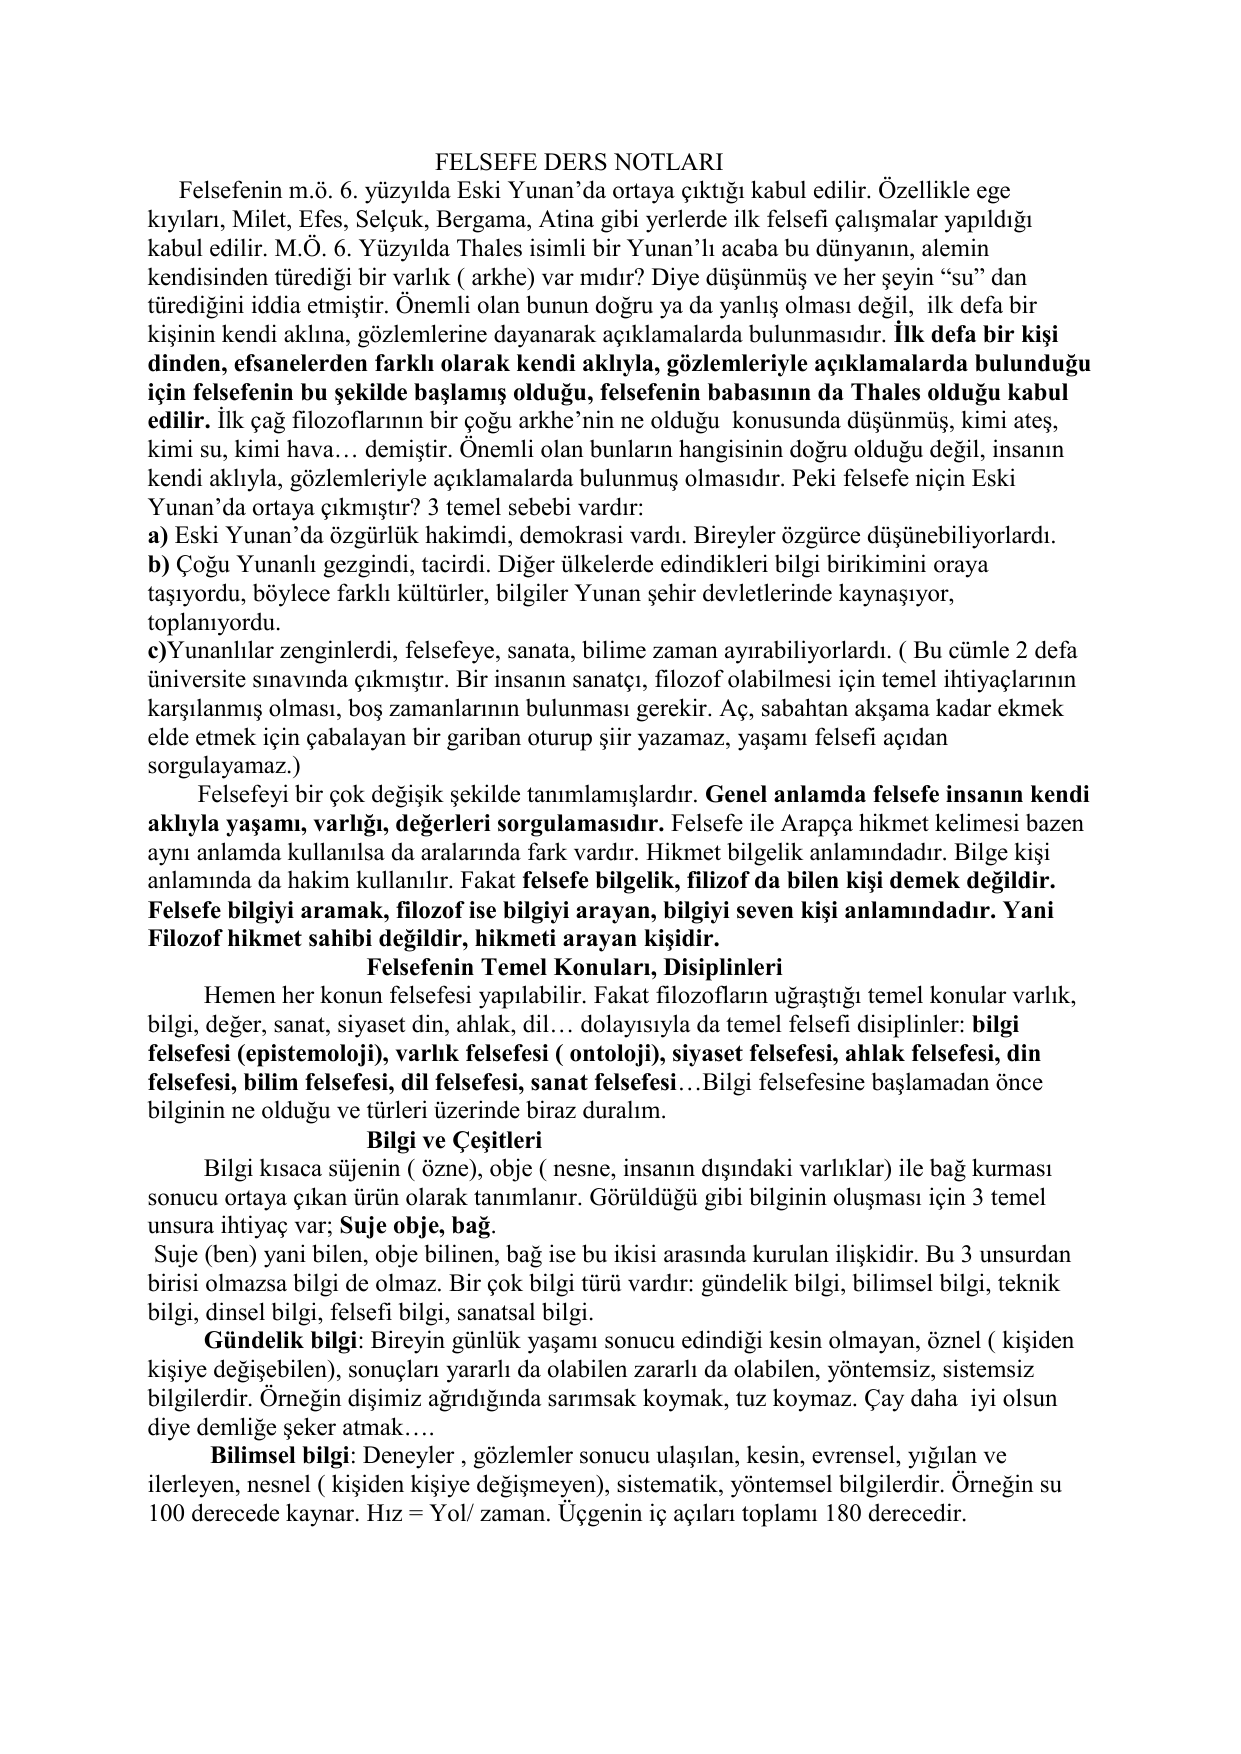 FELSEFE DERS NOTLARI
Felsefenin m.ö. 6. yüzyılda Eski Yunan’da ortaya çıktığı kabul edilir. Özellikle ege
kıyıları, Milet, Efes, Selçuk, Bergama, Atina gibi yerlerde ilk felsefi çalışmalar yapıldığı
kabul edilir. M.Ö. 6. Yüzyılda Thales isimli bir Yunan’lı acaba bu dünyanın, alemin
kendisinden türediği bir varlık ( arkhe) var mıdır? Diye düşünmüş ve her şeyin “su” dan
türediğini iddia etmiştir. Önemli olan bunun doğru ya da yanlış olması değil,  ilk defa bir
kişinin kendi aklına, gözlemlerine dayanarak açıklamalarda bulunmasıdır. İlk defa bir kişi
dinden, efsanelerden farklı olarak kendi aklıyla, gözlemleriyle açıklamalarda bulunduğu
için felsefenin bu şekilde başlamış olduğu, felsefenin babasının da Thales olduğu kabul
edilir. İlk çağ filozoflarının bir çoğu arkhe’nin ne olduğu  konusunda düşünmüş, kimi ateş,
kimi su, kimi hava… demiştir. Önemli olan bunların hangisinin doğru olduğu değil, insanın
kendi aklıyla, gözlemleriyle açıklamalarda bulunmuş olmasıdır. Peki felsefe niçin Eski
Yunan’da ortaya çıkmıştır? 3 temel sebebi vardır:
a) Eski Yunan’da özgürlük hakimdi, demokrasi vardı. Bireyler özgürce düşünebiliyorlardı.
b) Çoğu Yunanlı gezgindi, tacirdi. Diğer ülkelerde edindikleri bilgi birikimini oraya
taşıyordu, böylece farklı kültürler, bilgiler Yunan şehir devletlerinde kaynaşıyor,
toplanıyordu.
c)Yunanlılar zenginlerdi, felsefeye, sanata, bilime zaman ayırabiliyorlardı. ( Bu cümle 2 defa
üniversite sınavında çıkmıştır. Bir insanın sanatçı, filozof olabilmesi için temel ihtiyaçlarının
karşılanmış olması, boş zamanlarının bulunması gerekir. Aç, sabahtan akşama kadar ekmek
elde etmek için çabalayan bir gariban oturup şiir yazamaz, yaşamı felsefi açıdan
sorgulayamaz.)
Felsefeyi bir çok değişik şekilde tanımlamışlardır. Genel anlamda felsefe insanın kendi
aklıyla yaşamı, varlığı, değerleri sorgulamasıdır. Felsefe ile Arapça hikmet kelimesi bazen
aynı anlamda kullanılsa da aralarında fark vardır. Hikmet bilgelik anlamındadır. Bilge kişi
anlamında da hakim kullanılır. Fakat felsefe bilgelik, filizof da bilen kişi demek değildir.
Felsefe bilgiyi aramak, filozof ise bilgiyi arayan, bilgiyi seven kişi anlamındadır. Yani
Filozof hikmet sahibi değildir, hikmeti arayan kişidir.
Felsefenin Temel Konuları, Disiplinleri
Hemen her konun felsefesi yapılabilir. Fakat filozofların uğraştığı temel konular varlık,
bilgi, değer, sanat, siyaset din, ahlak, dil… dolayısıyla da temel felsefi disiplinler: bilgi
felsefesi (epistemoloji), varlık felsefesi ( ontoloji), siyaset felsefesi, ahlak felsefesi, din
felsefesi, bilim felsefesi, dil felsefesi, sanat felsefesi…Bilgi felsefesine başlamadan önce
bilginin ne olduğu ve türleri üzerinde biraz duralım.
Bilgi ve Çeşitleri
Bilgi kısaca süjenin ( özne), obje ( nesne, insanın dışındaki varlıklar) ile bağ kurması
sonucu ortaya çıkan ürün olarak tanımlanır. Görüldüğü gibi bilginin oluşması için 3 temel
unsura ihtiyaç var; Suje obje, bağ.
Suje (ben) yani bilen, obje bilinen, bağ ise bu ikisi arasında kurulan ilişkidir. Bu 3 unsurdan
birisi olmazsa bilgi de olmaz. Bir çok bilgi türü vardır: gündelik bilgi, bilimsel bilgi, teknik
bilgi, dinsel bilgi, felsefi bilgi, sanatsal bilgi.
Gündelik bilgi: Bireyin günlük yaşamı sonucu edindiği kesin olmayan, öznel ( kişiden
kişiye değişebilen), sonuçları yararlı da olabilen zararlı da olabilen, yöntemsiz, sistemsiz
bilgilerdir. Örneğin dişimiz ağrıdığında sarımsak koymak, tuz koymaz. Çay daha  iyi olsun
diye demliğe şeker atmak….
Bilimsel bilgi: Deneyler , gözlemler sonucu ulaşılan, kesin, evrensel, yığılan ve
ilerleyen, nesnel ( kişiden kişiye değişmeyen), sistematik, yöntemsel bilgilerdir. Örneğin su
100 derecede kaynar. Hız = Yol/ zaman. Üçgenin iç açıları toplamı 180 derecedir.